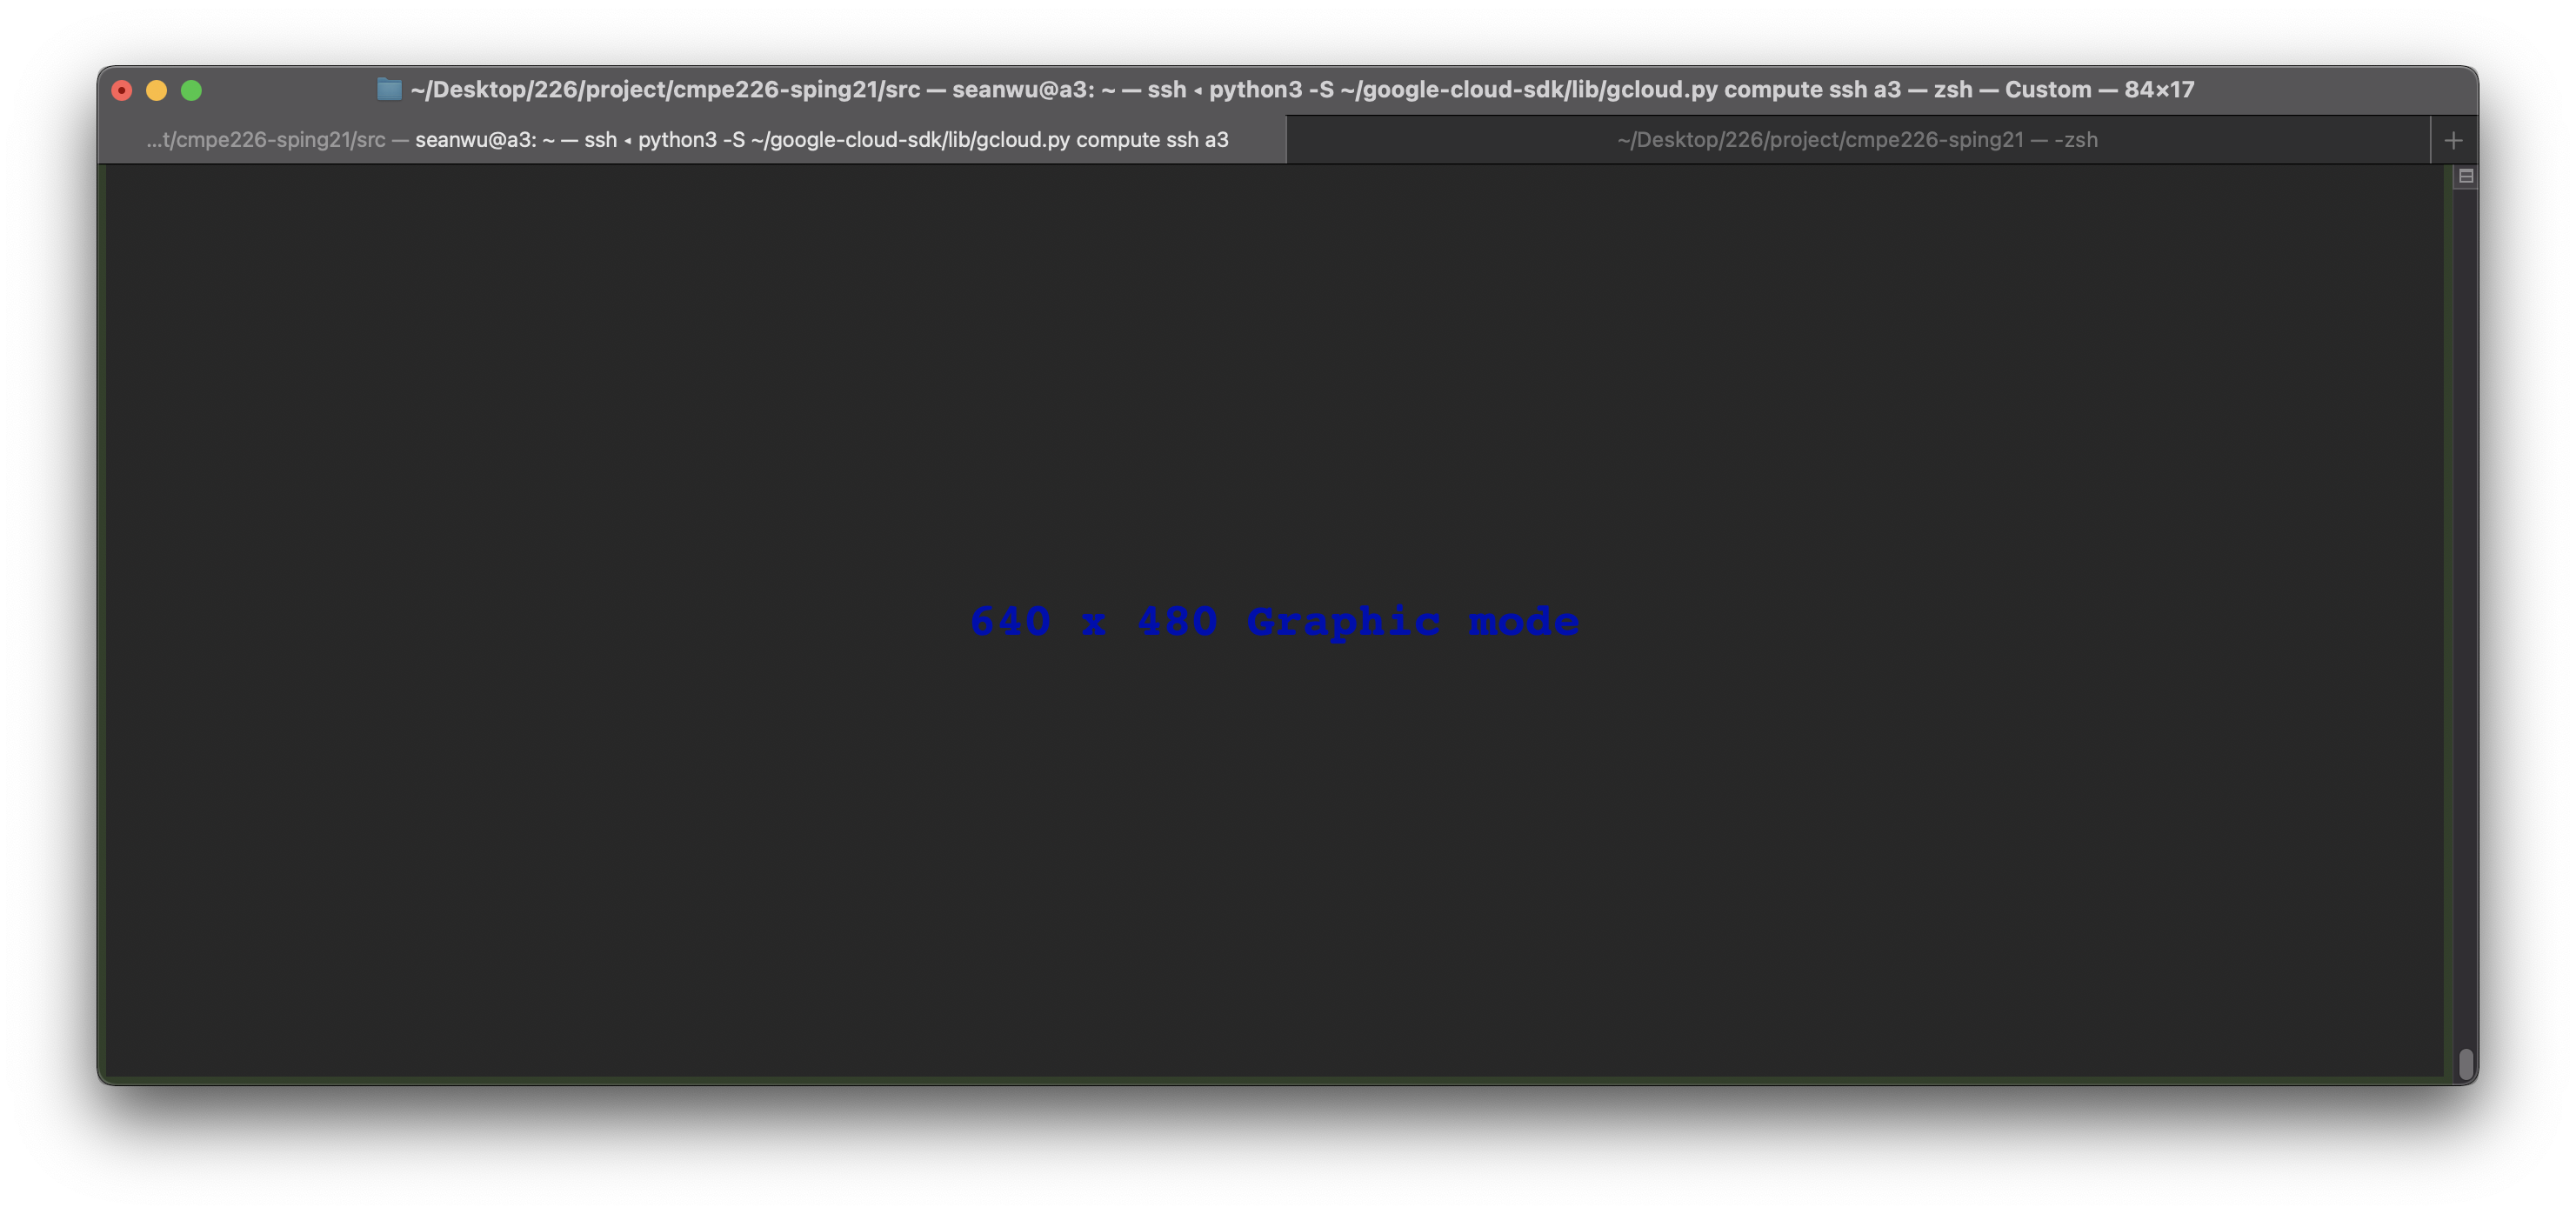 ~/Desktop/226/project/cmpe226-sping21/src — seanwu@a3: ~ — ssh ◂ python3 -S ~/google-cloud-sdk/lib/gcloud.py compute ssh a3 — zsh — Custom — 84×17
...t/cmpe226-sping21/src — seanwu@a3: ~ — ssh ◂ python3 -S ~/google-cloud-sdk/lib/gcloud.py compute ssh a3
~/Desktop/226/project/cmpe226-sping21 — -zsh
640 x 480 Graphic mode